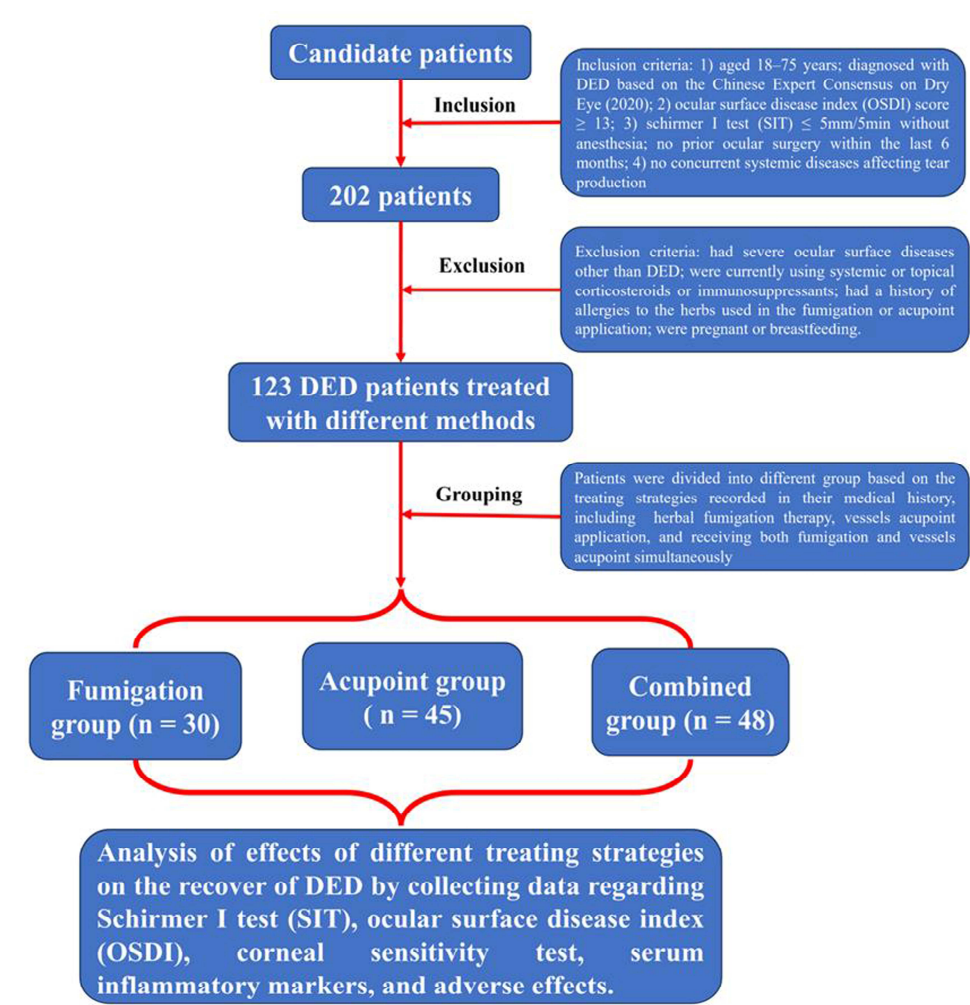 Candidate patients
Inclusion
Inclusion criteria: 1) aged 18–75 years; diagnosed with
DED based on the Chinese Expert Consensus on Dry
Eye (2020); 2) ocular surface disease index (OSDI) score
≥ 13; 3) schirmer I test (SIT) ≤ 5mm/5min without
anesthesia; no prior ocular surgery within the last 6
months; 4) no concurrent systemic diseases affecting tear
production
202 patients
Exclusion
Exclusion criteria: had severe ocular surface diseases
other than DED; were currently using systemic or topical
corticosteroids or immunosuppressants; had a history of
allergies to the herbs used in the fumigation or acupoint
application; were pregnant or breastfeeding.
123 DED patients treated
with different methods
Grouping
Patients were divided into different group based on the
treating strategies recorded in their medical history,
including herbal fumigation therapy, vessels acupoint
application, and receiving both fumigation and vessels
acupoint simultaneously
Fumigation
group (n = 30)
Acupoint group
( n = 45)
Combined
group (n = 48)
Analysis of effects of different treating strategies
on the recover of DED by collecting data regarding
Schirmer I test (SIT), ocular surface disease index
(OSDI), corneal sensitivity test, serum
inflammatory markers, and adverse effects.